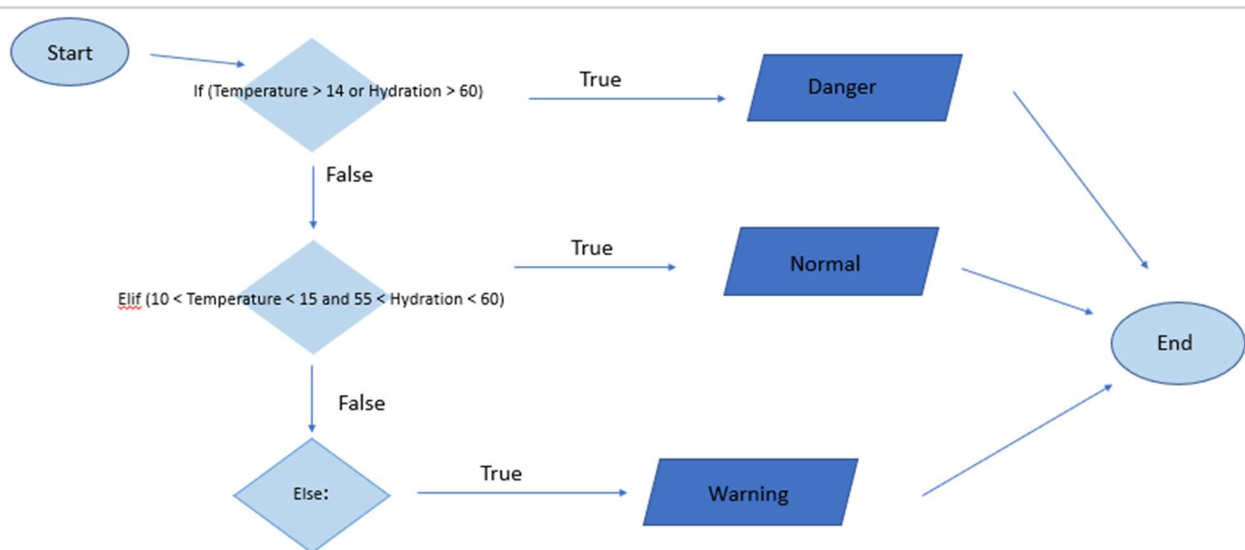 Start
If (Temperature > 14 or Hydration > 60)
True
Danger
False
Elif (10 < Temperature < 15 and 55 < Hydration < 60)
True
Normal
End
False
Else:
True
Warning